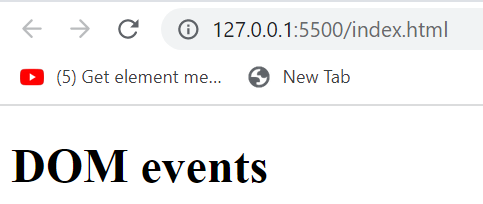 127.0.0.1:5500/index.html
(5) Get element me... New Tab
DOM events